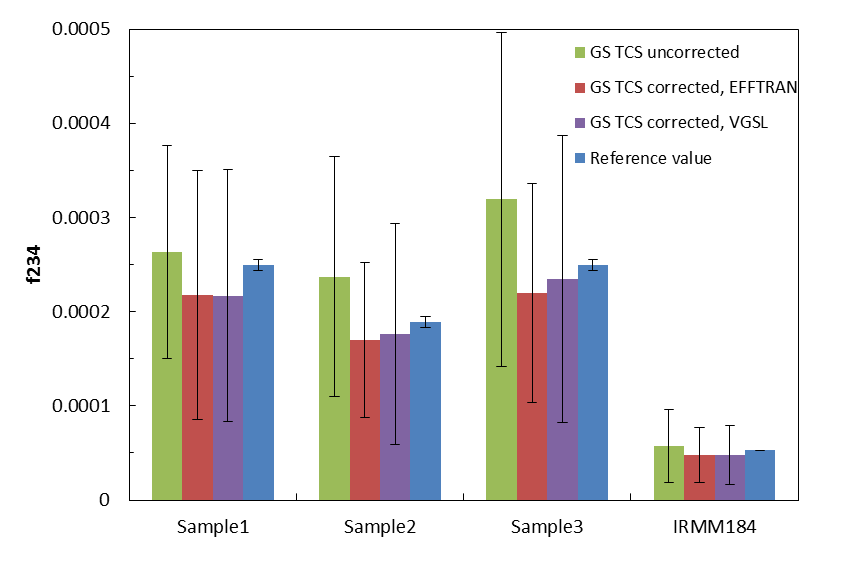 0.0005
0.0004
0.0003
0.0002
0.0001
0
f234
GS TCS uncorrected
GS TCS corrected, EFFTRAN
GS TCS corrected, VGSL
Reference value
Sample1 Sample2 Sample3 IRMM184